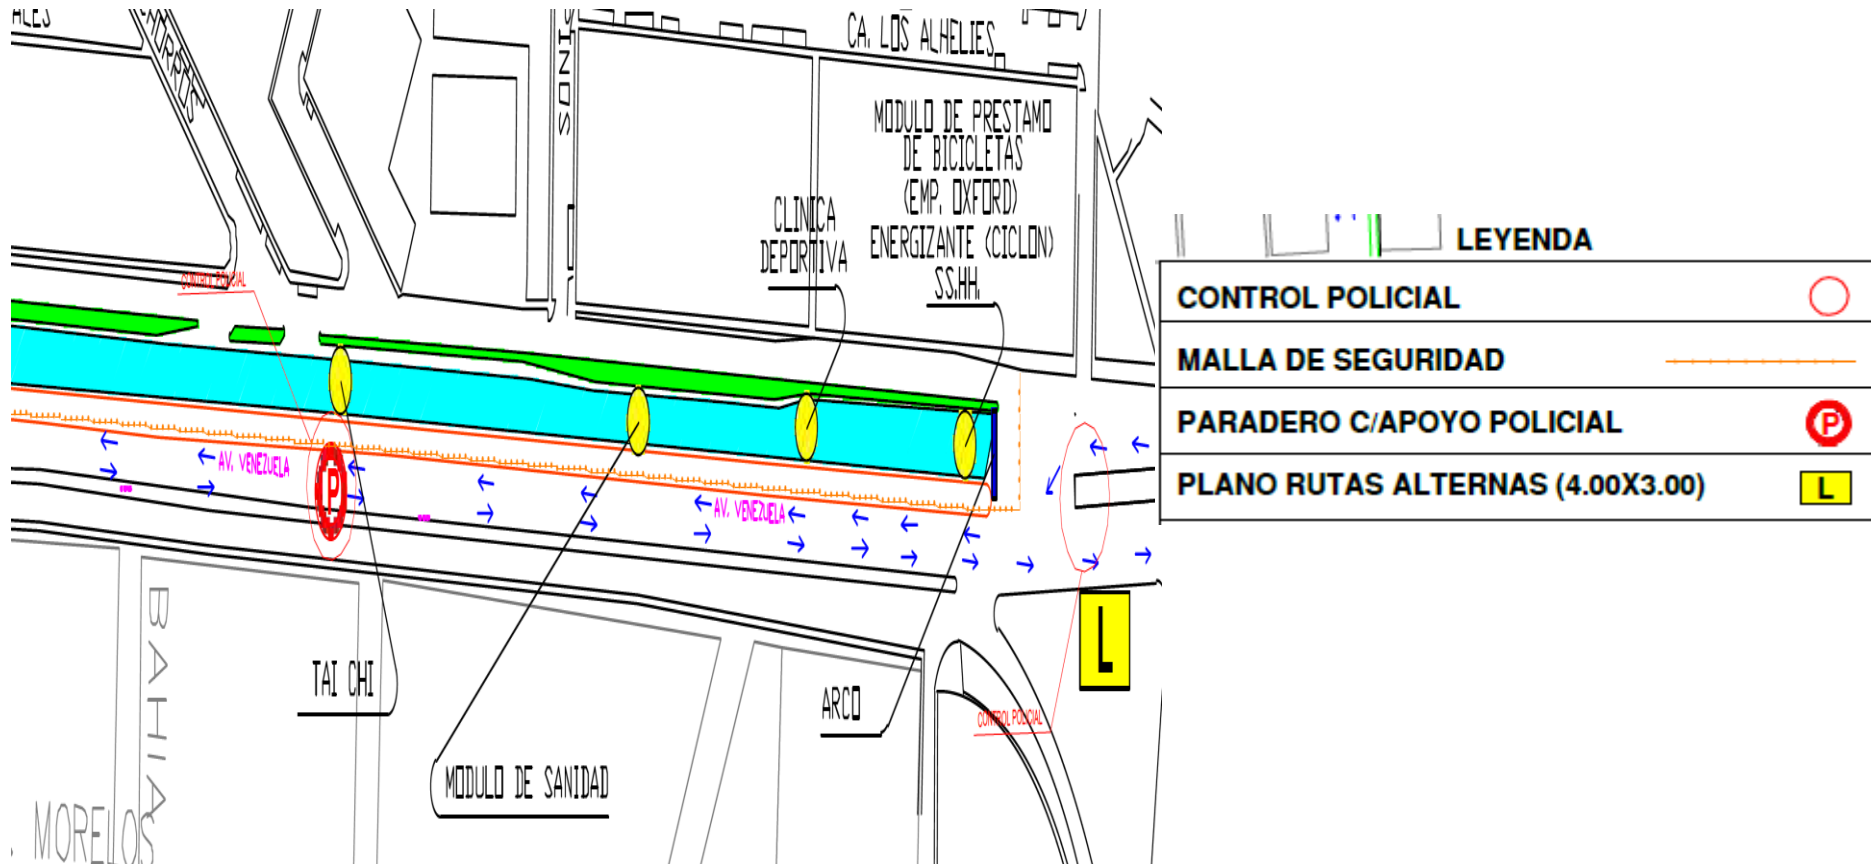 ALES
CA. LOS ALHELIES
MODULO DE PRESTAMO
DE BICICLETAS
(EMP. OXFORD)
ENERGIZANTE (CICLON)
SS.HH.
CLINICA
DEPORTIVA
CONTROL POLICIAL
AV. VENEZUELA
P
AV. VENEZUELA
TAI CHI
ARCO
MODULO DE SANIDAD
L
CONTROL POLICIAL
BAHIA
MORELOS
LEYENDA
CONTROL POLICIAL
MALLA DE SEGURIDAD
PARADERO C/APOYO POLICIAL
P
PLANO RUTAS ALTERNAS (4.00X3.00)
L